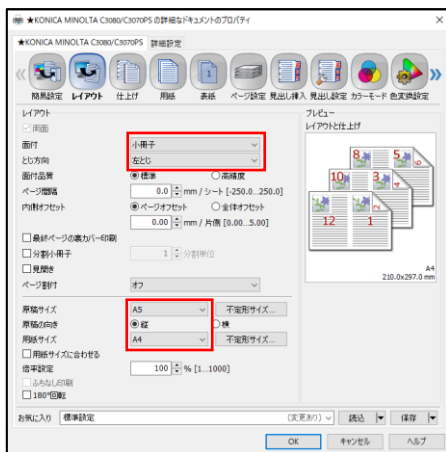 ★KONICA MINOLTA C3080/C3070PS の詳細なドキュメントのプロパティ
★KONICA MINOLTA C3080/C3070PS 詳細設定
簡易設定 レイアウト 仕上げ 用紙 表紙 ページ設定 見出し挿入 見出し設定 カラーモード 色変換設定
レイアウト
両面
面付 小冊子
とじ方向 左とじ
面付品質 標準 高精度
ページ間隔 0.0 mm / シート [-250.0...250.0]
内側オフセット ページオフセット 全体オフセット
0.00 mm / 片側 [0.00...5.00]
最終ページの裏カバー印刷
分割小冊子 1 分割単位
見開き
ページ割付 オフ
原稿サイズ A5 不定形サイズ...
原稿の向き 縦 横
用紙サイズ A4 不定形サイズ...
用紙サイズに合わせる
倍率設定 100 % [1...1000]
ふちなし印刷
180°回転
プレビュー
レイアウトと仕上げ
8 5
10 3
12 1
A4
210.0x297.0 mm
お気に入り 標準設定 (変更あり) 読込 保存
OK キャンセル ヘルプ